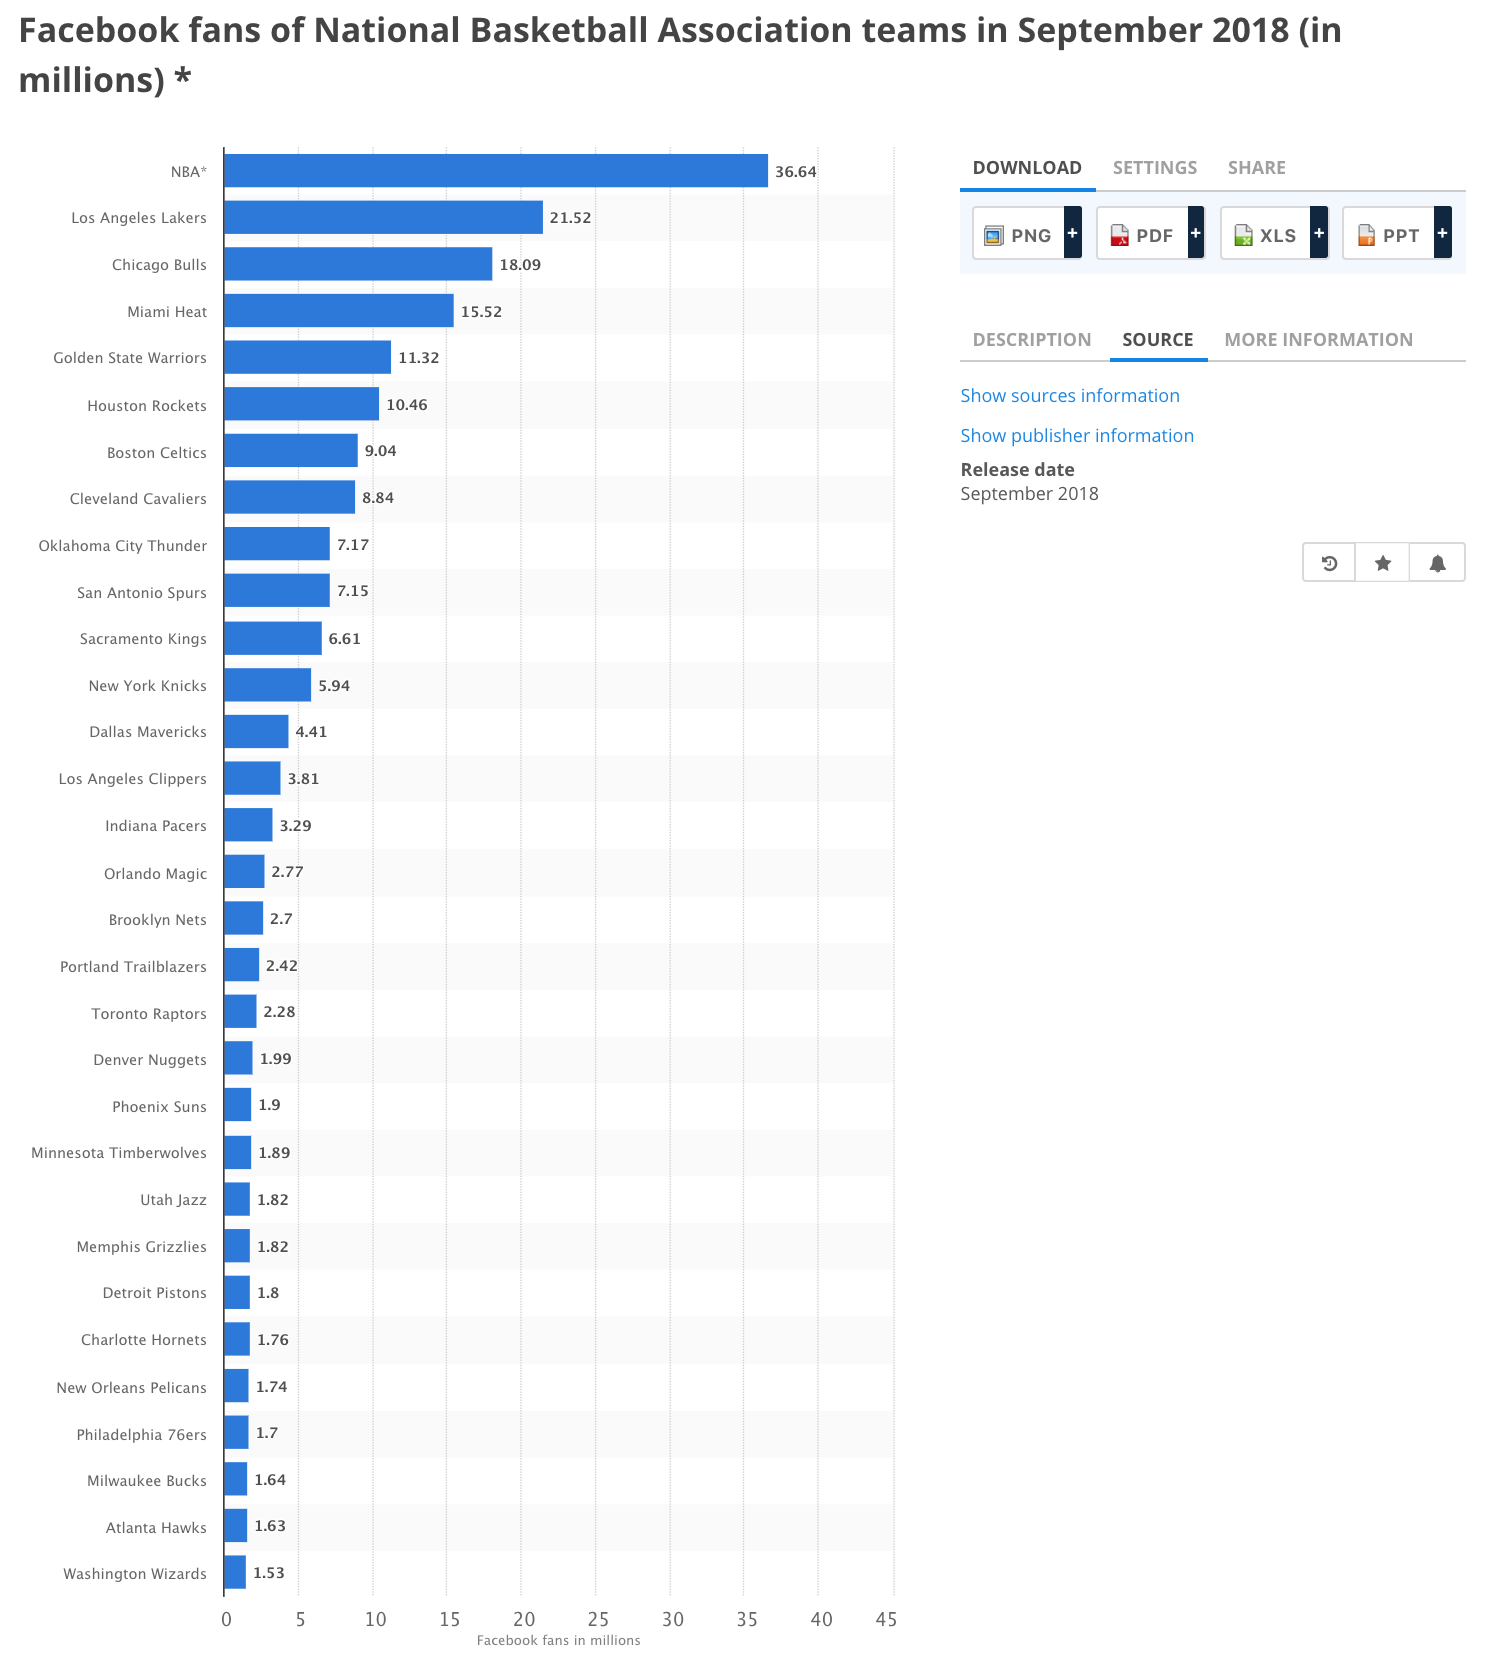 Facebook fans of National Basketball Association teams in September 2018 (in
millions) *
NBA* 36.64
Los Angeles Lakers 21.52
Chicago Bulls 18.09
Miami Heat 15.52
Golden State Warriors 11.32
Houston Rockets 10.46
Boston Celtics 9.04
Cleveland Cavaliers 8.84
Oklahoma City Thunder 7.17
San Antonio Spurs 7.15
Sacramento Kings 6.61
New York Knicks 5.94
Dallas Mavericks 4.41
Los Angeles Clippers 3.81
Indiana Pacers 3.29
Orlando Magic 2.77
Brooklyn Nets 2.7
Portland Trailblazers 2.42
Toronto Raptors 2.28
Denver Nuggets 1.99
Phoenix Suns 1.9
Minnesota Timberwolves 1.89
Utah Jazz 1.82
Memphis Grizzlies 1.82
Detroit Pistons 1.8
Charlotte Hornets 1.76
New Orleans Pelicans 1.74
Philadelphia 76ers 1.7
Milwaukee Bucks 1.64
Atlanta Hawks 1.63
Washington Wizards 1.53
0 5 10 15 20 25 30 35 40 45
Facebook fans in millions
DOWNLOAD SETTINGS SHARE
PNG + PDF + XLS + PPT +
DESCRIPTION SOURCE MORE INFORMATION
Show sources information
Show publisher information
Release date
September 2018